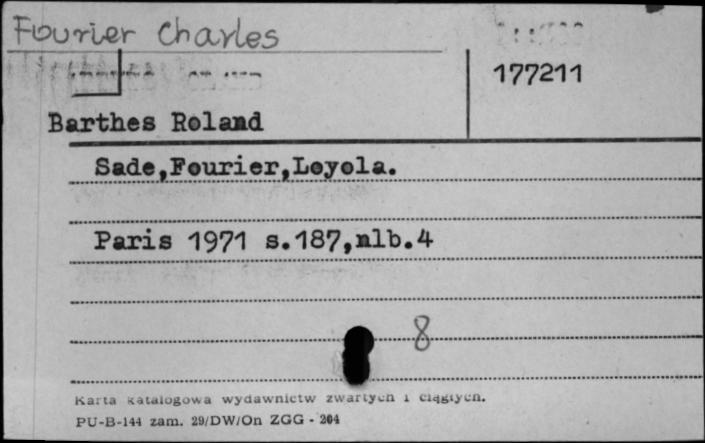 Fourier Charles
177211
Barthes Roland
Sade,Fourier,Loyola.
Paris 1971 s.187,nlb.4
8
Karta katalogowa wydawnictw zwartych i ciągłych.
PU-B-144 zam. 29/DW/On ZGG - 204